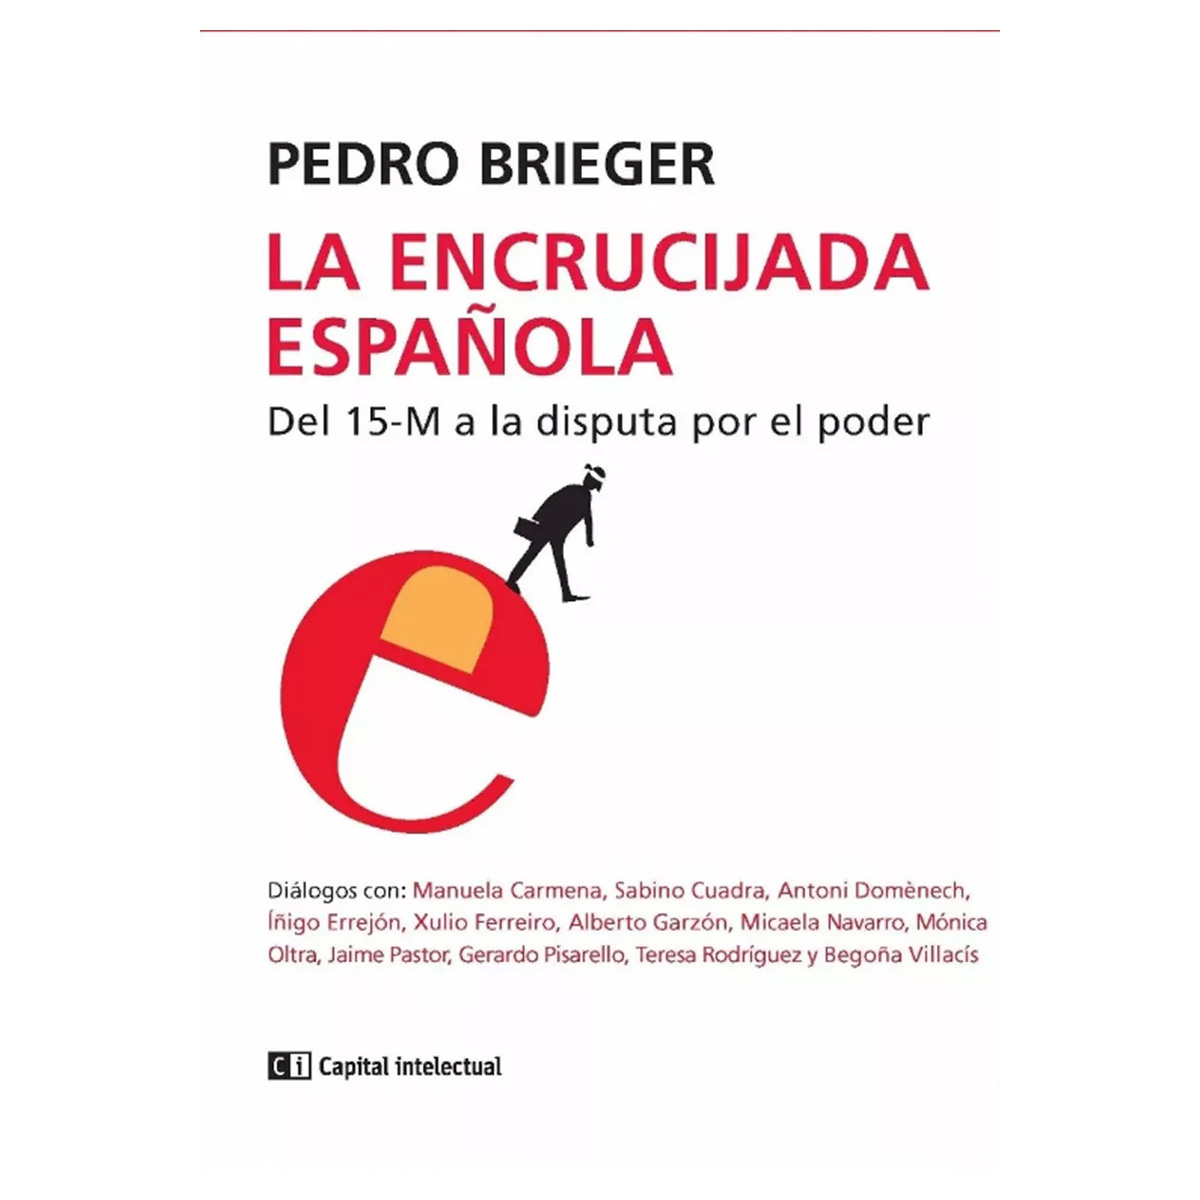 PEDRO BRIEGER
LA ENCRUCIJADA
ESPAÑOLA
Del 15-M a la disputa por el poder
e
Diálogos con: Manuela Carmena, Sabino Cuadra, Antoni Domènech,
Íñigo Errejón, Xulio Ferreiro, Alberto Garzón, Micaela Navarro, Mónica
Oltra, Jaime Pastor, Gerardo Pisarello, Teresa Rodríguez y Begoña Villacís
Ci Capital intelectual